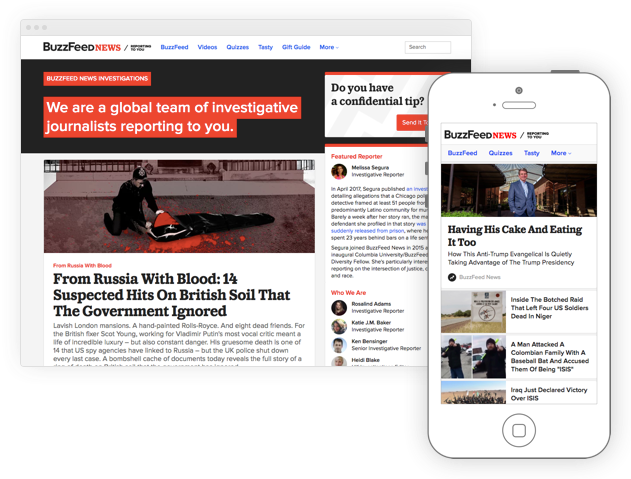 BuzzFeed NEWS / REPORTING TO YOU
BuzzFeed Videos Quizzes Tasty Gift Guide More
Search
BUZZFEED NEWS INVESTIGATIONS
We are a global team of investigative
journalists reporting to you.
From Russia With Blood
From Russia With Blood: 14
Suspected Hits On British Soil That
The Government Ignored
Lavish London mansions. A hand-painted Rolls-Royce. And eight dead friends. For
the British fixer Scot Young, working for Vladimir Putin's most vocal critic meant a
life of incredible luxury – but also constant danger. His gruesome death is one of
14 that US spy agencies have linked to Russia – but the UK police shut down
every last case. A bombshell cache of documents today reveals the full story of a
Do you have
a confidential tip?
Send It To
Featured Reporter
Melissa Segura
Investigative Reporter
In April 2017, Segura published an
detailing allegations that a Chicago
detective framed at least 51 people from
predominantly Latino community for
Barely a week after her story ran, the
defendant she profiled in that story was
suddenly released from prison, where
spent 23 years behind bars on a life
Segura joined BuzzFeed News in 2015
inaugural Columbia University/BuzzFeed
Diversity Fellow. She's particularly
reporting on the intersection of justice,
and race.
Who We Are
Rosalind Adams
Investigative Reporter
Katie J.M. Baker
Investigative Reporter
Ken Bensinger
Senior Investigative Reporter
Heidi Blake
BuzzFeed NEWS / REPORTING TO YOU
BuzzFeed Quizzes Tasty More
Having His Cake And Eating
It Too
How This Anti-Trump Evangelical Is Quietly
Taking Advantage Of The Trump Presidency
BuzzFeed News
Inside The Botched Raid
That Left Four US Soldiers
Dead In Niger
A Man Attacked A
Colombian Family With A
Baseball Bat And Accused
Them Of Being "ISIS"
Iraq Just Declared Victory
Over ISIS